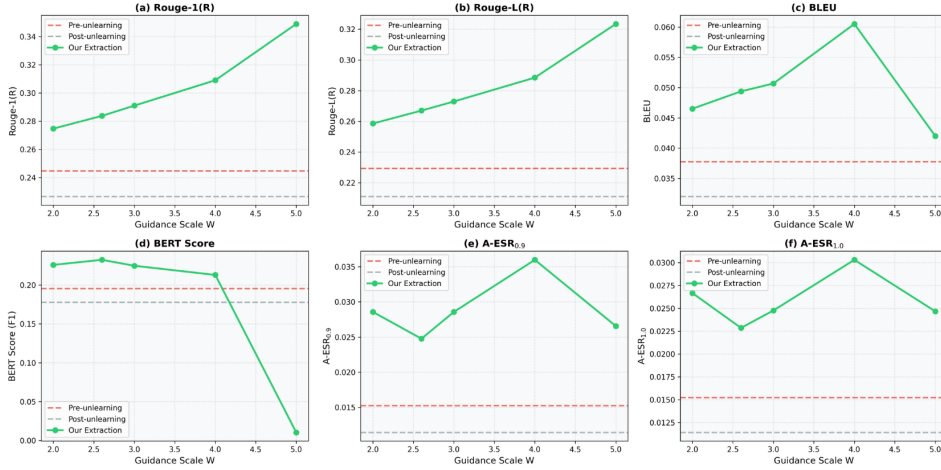 (a) Rouge-1(R)
Pre-unlearning
Post-unlearning
Our Extraction
0.34
0.32
0.30
0.28
0.26
0.24
Rouge-1(R)
2.0 2.5 3.0 3.5 4.0 4.5 5.0
Guidance Scale W
(b) Rouge-L(R)
Pre-unlearning
Post-unlearning
Our Extraction
0.32
0.30
0.28
0.26
0.24
0.22
Rouge-L(R)
2.0 2.5 3.0 3.5 4.0 4.5 5.0
Guidance Scale W
(c) BLEU
Pre-unlearning
Post-unlearning
Our Extraction
0.060
0.055
0.050
0.045
0.040
0.035
BLEU
2.0 2.5 3.0 3.5 4.0 4.5 5.0
Guidance Scale W
(d) BERT Score
0.20
0.15
0.10
0.05
0.00
BERT Score (F1)
Pre-unlearning
Post-unlearning
Our Extraction
2.0 2.5 3.0 3.5 4.0 4.5 5.0
Guidance Scale W
(e) A-ESR0.9
Pre-unlearning
Post-unlearning
Our Extraction
0.035
0.030
0.025
0.020
0.015
A-ESR0.9
2.0 2.5 3.0 3.5 4.0 4.5 5.0
Guidance Scale W
(f) A-ESR1.0
Pre-unlearning
Post-unlearning
Our Extraction
0.0300
0.0275
0.0250
0.0225
0.0200
0.0175
0.0150
0.0125
A-ESR1.0
2.0 2.5 3.0 3.5 4.0 4.5 5.0
Guidance Scale W